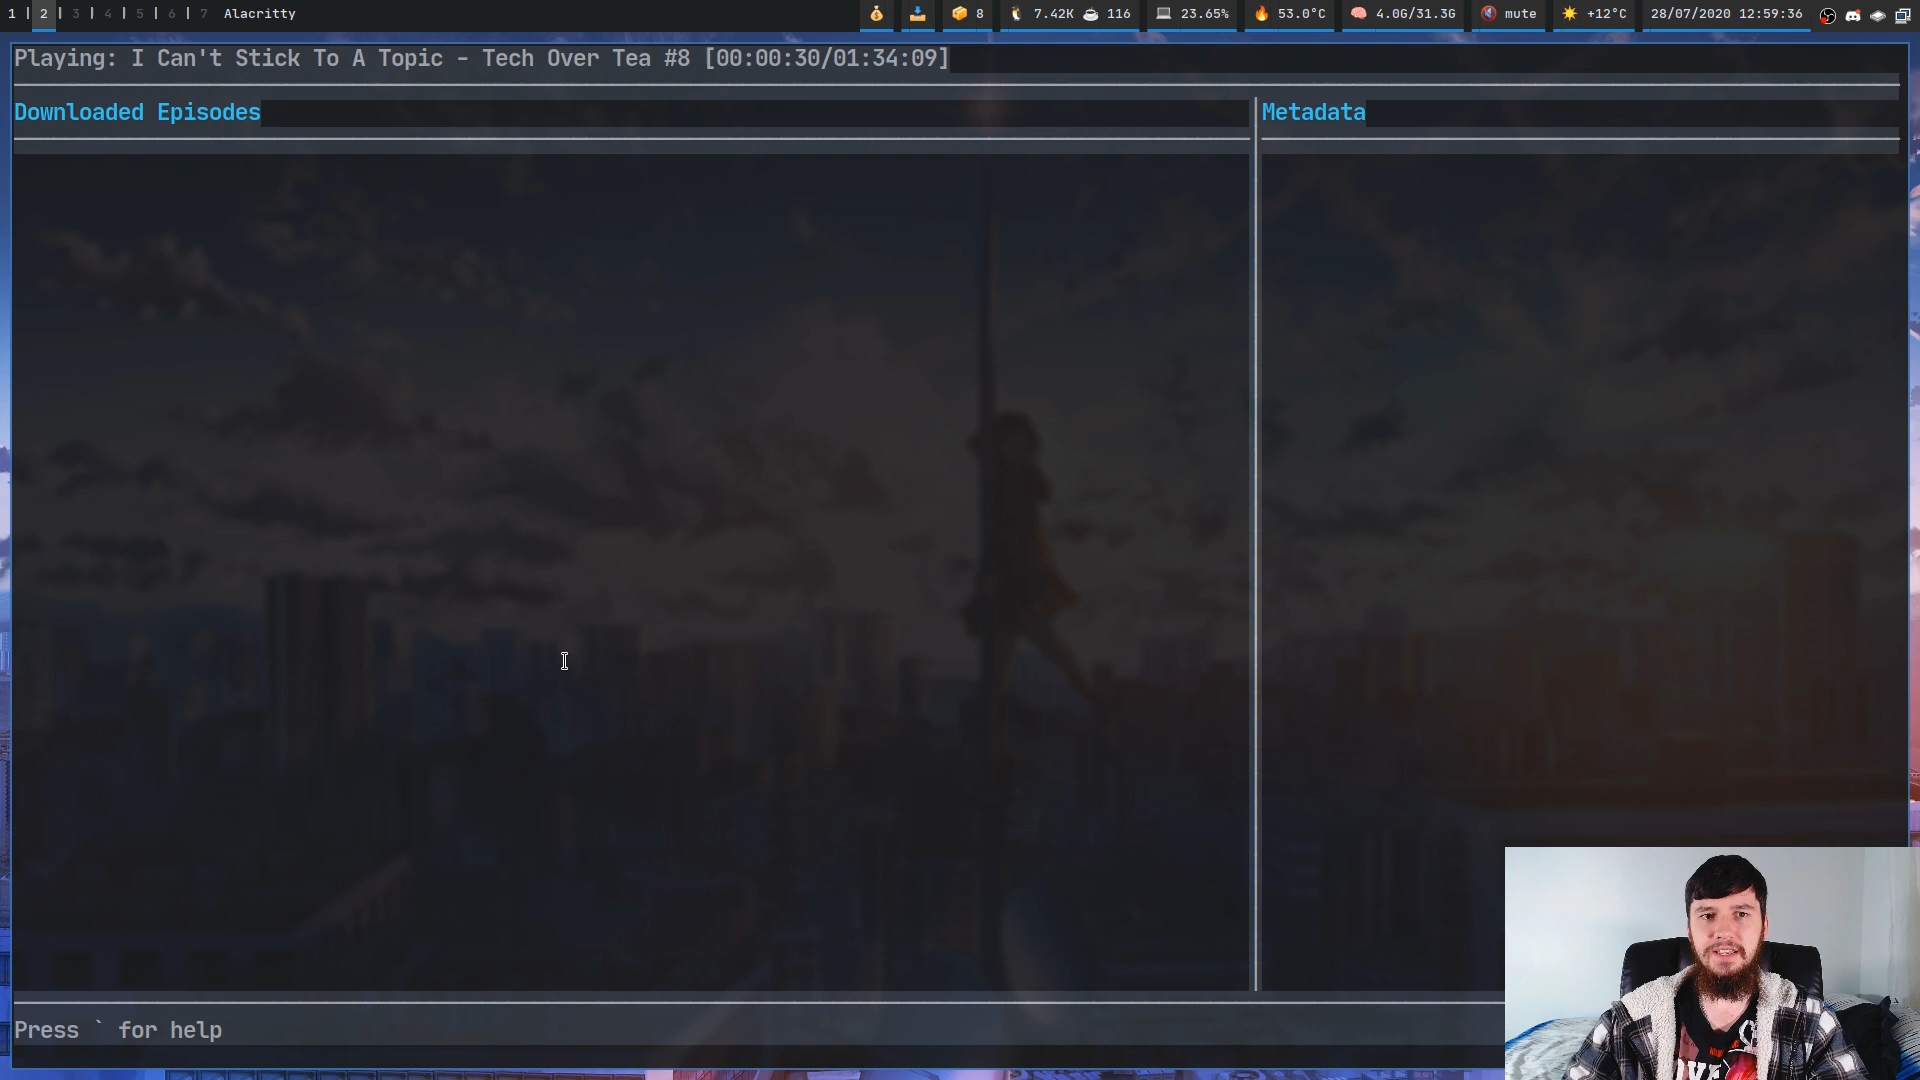 1 | 2 | 3 | 4 | 5 | 6 | 7 Alacritty 8 7.42K 116 23.65% 53.0°C 4.0G/31.3G mute +12°C 28/07/2020 12:59:36
Playing: I Can't Stick To A Topic - Tech Over Tea #8 [00:00:30/01:34:09]
Downloaded Episodes
Metadata
Press ` for help